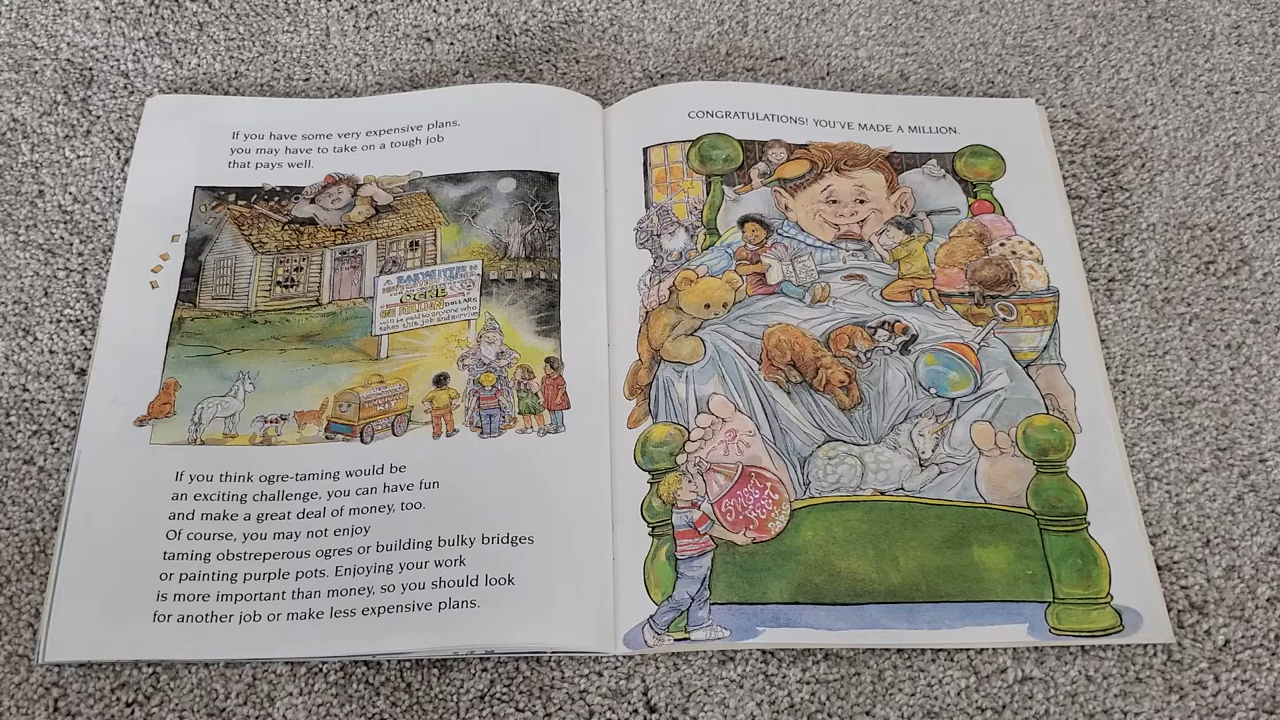 If you have some very expensive plans,
you may have to take on a tough job
that pays well.
A BABYSITTER IS
OGRE
ONE MILLION DOLLARS
will be paid to anyone who
takes this job and survives
If you think ogre-taming would be
an exciting challenge, you can have fun
and make a great deal of money, too.
Of course, you may not enjoy
taming obstreperous ogres or building bulky bridges
or painting purple pots. Enjoying your work
is more important than money, so you should look
for another job or make less expensive plans.
CONGRATULATIONS! YOU'VE MADE A MILLION.
SWEET
FEET